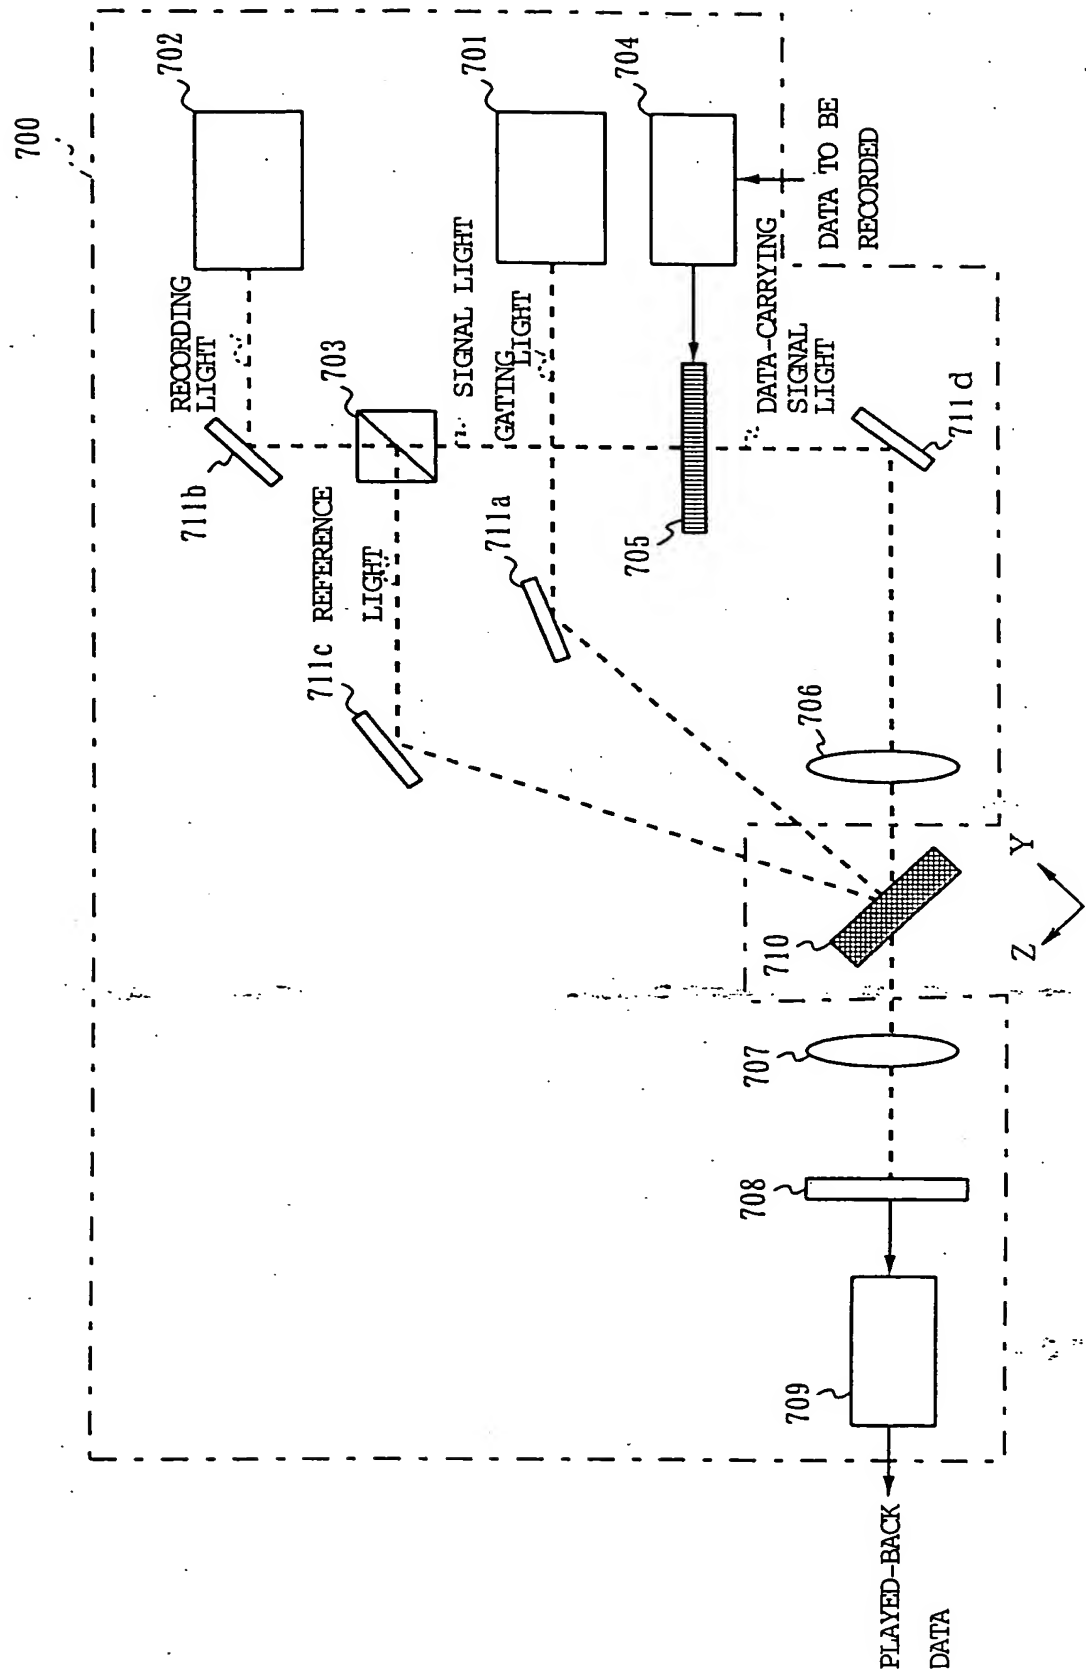 700
702
701
704
RECORDING
LIGHT
703
SIGNAL LIGHT
GATING
LIGHT
DATA-CARRYING
SIGNAL
LIGHT
DATA TO BE
RECORDED
711b
REFERENCE
LIGHT
711c
711a
705
711d
706
710
Y
Z
707
708
709
PLAYED-BACK
DATA